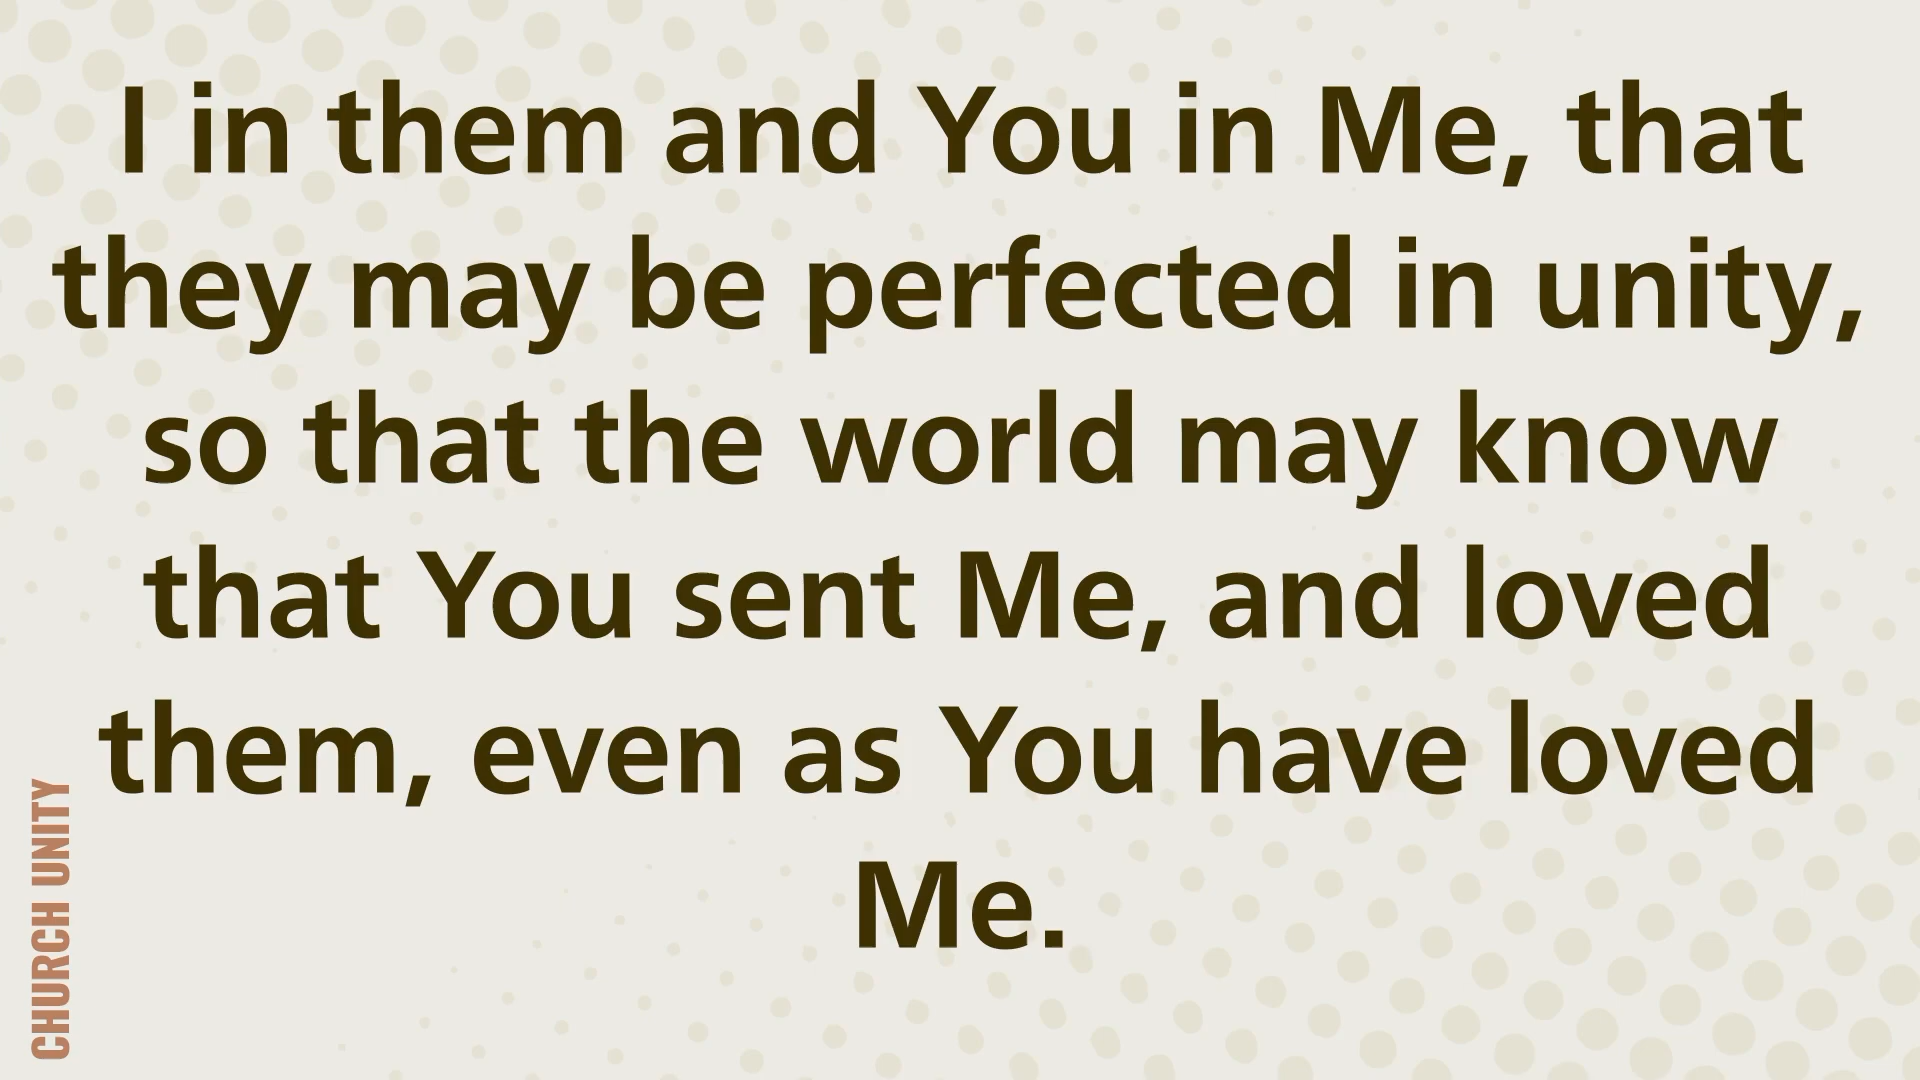 I in them and You in Me, that
they may be perfected in unity,
so that the world may know
that You sent Me, and loved
them, even as You have loved
Me.
CHURCH UNITY